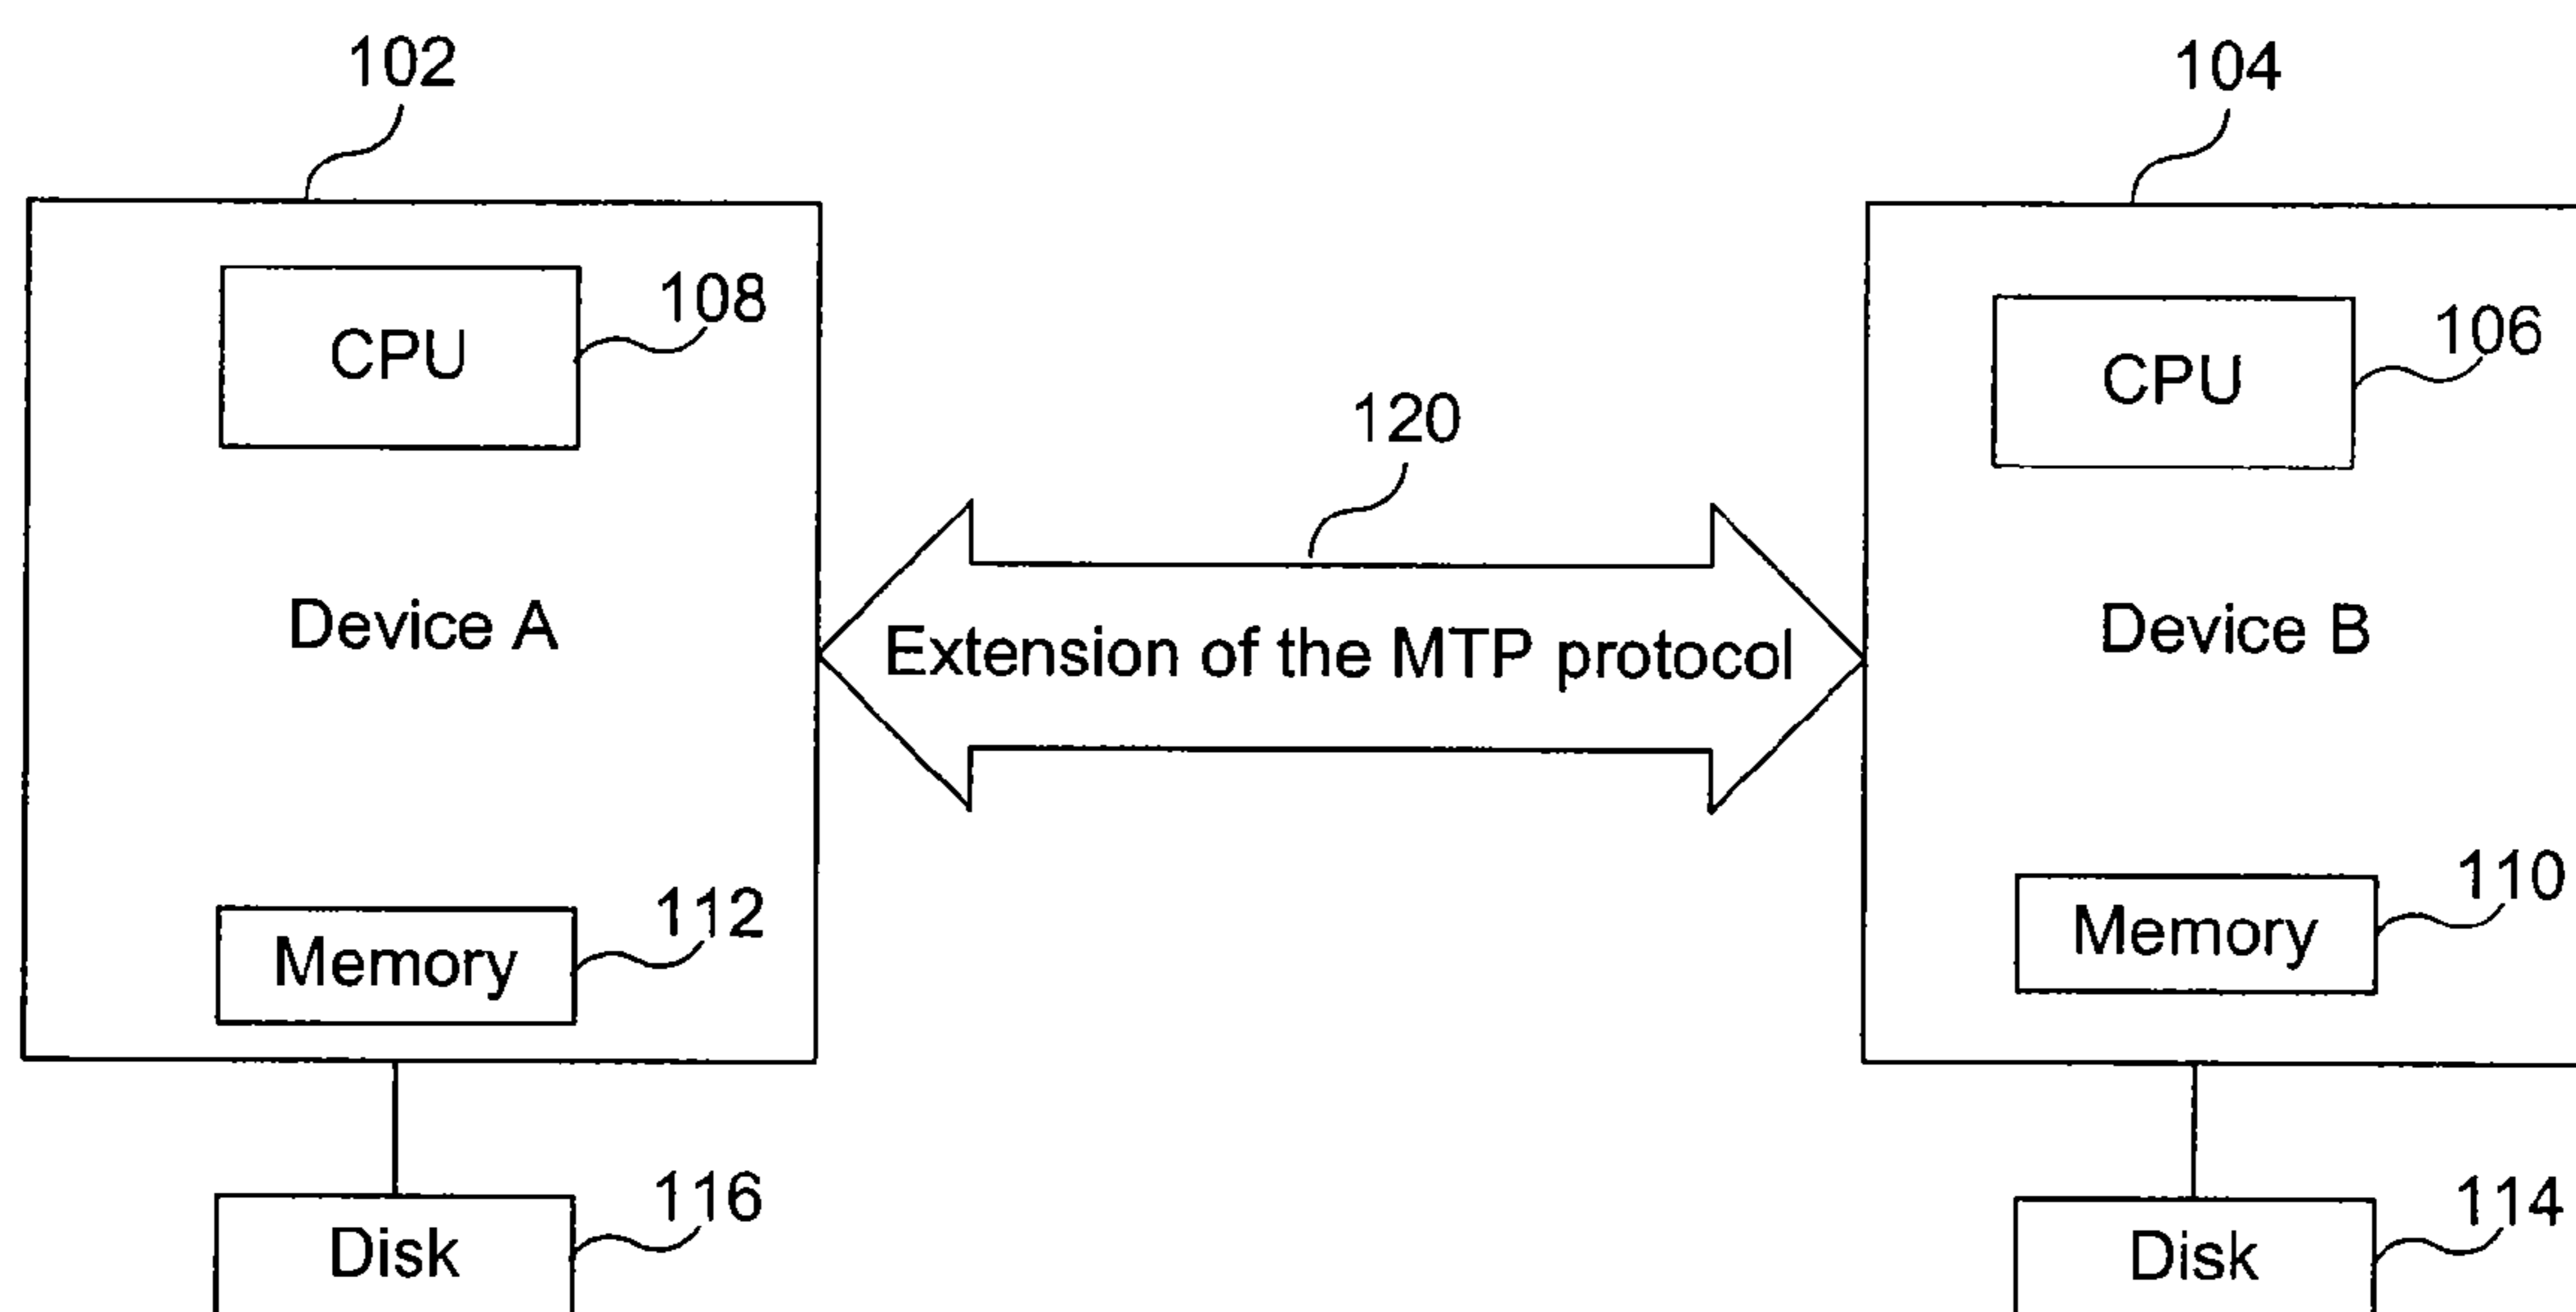 102
104
CPU
108
CPU
106
120
Device A
Extension of the MTP protocol
Device B
Memory
112
Memory
110
Disk
116
Disk
114